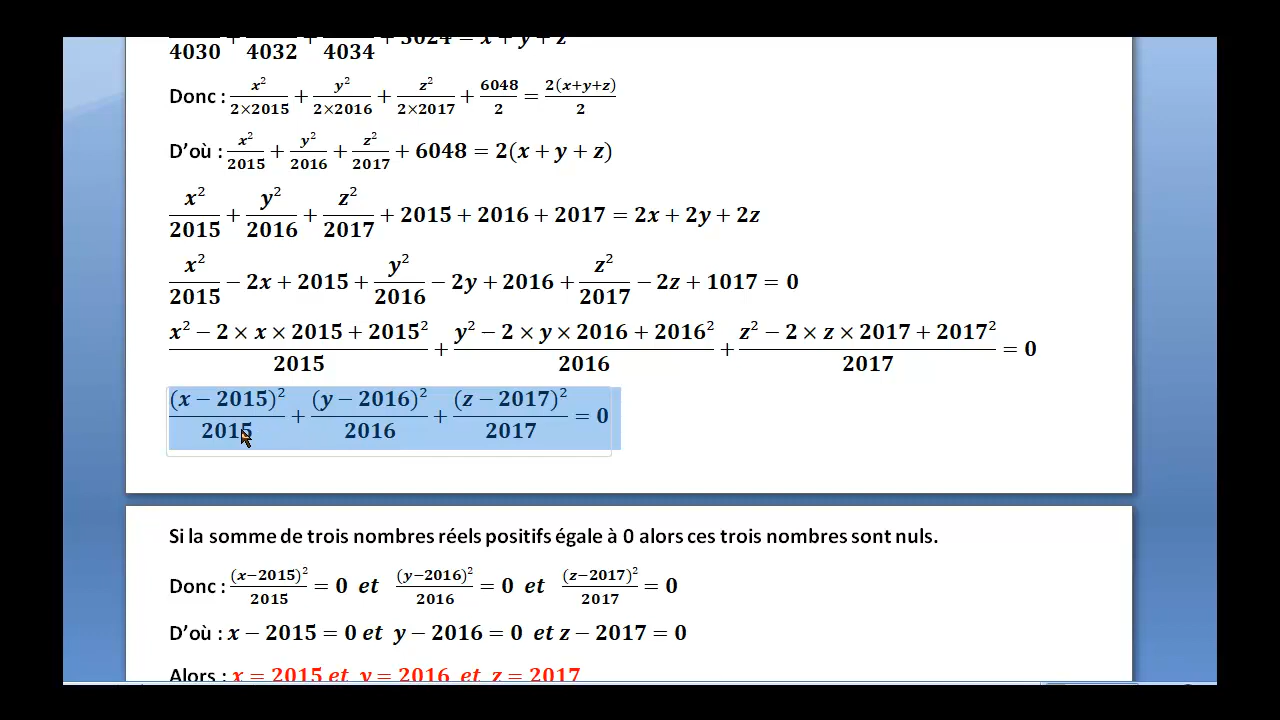 4030 + 4032 + 4034 + 3024 = x + y + z
Donc : x²/(2×2015) + y²/(2×2016) + z²/(2×2017) + 6048/2 = 2(x+y+z)/2
D'où : x²/2015 + y²/2016 + z²/2017 + 6048 = 2(x + y + z)
x²/2015 + y²/2016 + z²/2017 + 2015 + 2016 + 2017 = 2x + 2y + 2z
x²/2015 − 2x + 2015 + y²/2016 − 2y + 2016 + z²/2017 − 2z + 1017 = 0
(x² − 2 × x × 2015 + 2015²)/2015 + (y² − 2 × y × 2016 + 2016²)/2016 + (z² − 2 × z × 2017 + 2017²)/2017 = 0
(x − 2015)²/2015 + (y − 2016)²/2016 + (z − 2017)²/2017 = 0
Si la somme de trois nombres réels positifs égale à 0 alors ces trois nombres sont nuls.
Donc : (x−2015)²/2015 = 0 et (y−2016)²/2016 = 0 et (z−2017)²/2017 = 0
D'où : x − 2015 = 0 et y − 2016 = 0 et z − 2017 = 0
Alors : x = 2015 et y = 2016 et z = 2017